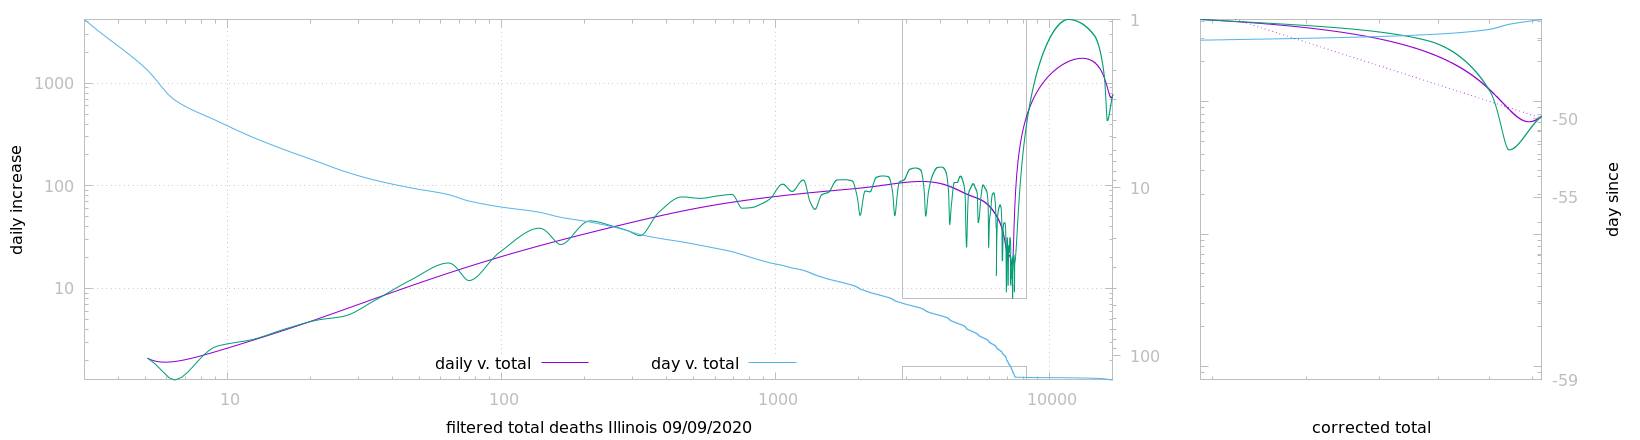 1
1000
-50
daily increase
100
10
-55
day since
10
daily v. total
day v. total
100
-59
10
100
1000
10000
filtered total deaths Illinois 09/09/2020
corrected total